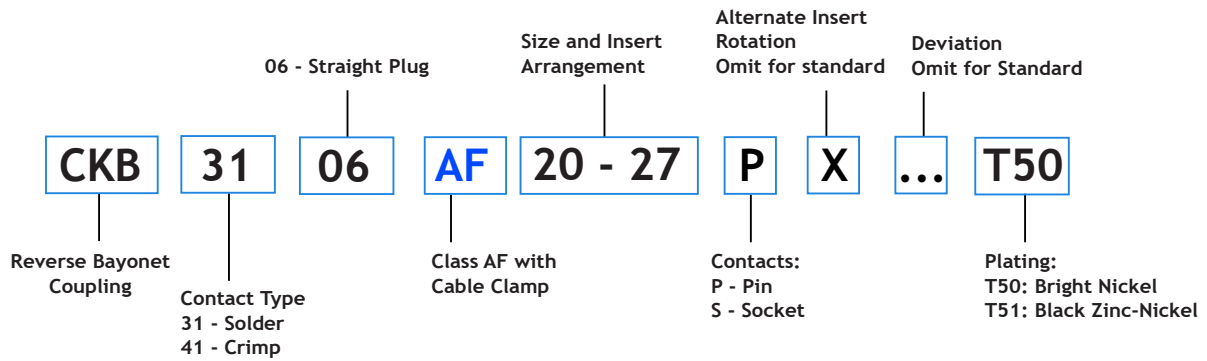 Alternate Insert
Rotation
Omit for standard
Size and Insert
Arrangement
Deviation
Omit for Standard
06 - Straight Plug
CKB 31 06 AF 20 - 27 P X ... T50
Reverse Bayonet
Coupling
Contact Type
31 - Solder
41 - Crimp
Class AF with
Cable Clamp
Contacts:
P - Pin
S - Socket
Plating:
T50: Bright Nickel
T51: Black Zinc-Nickel